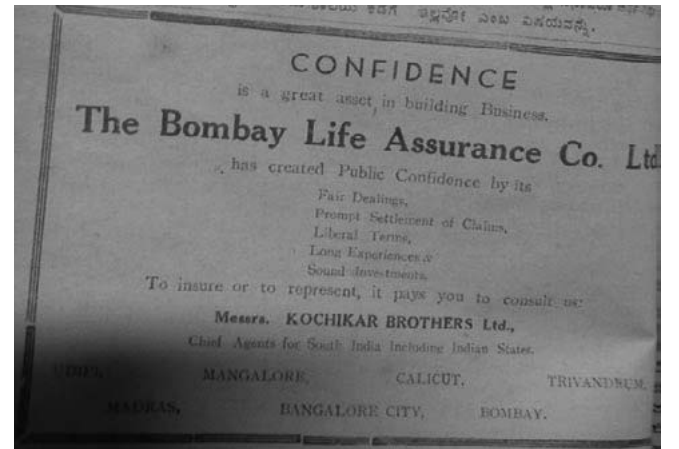 ಎಂಬ ವಿಷಯವನ್ನು.
CONFIDENCE
is a great asset in building Business.
The Bombay Life Assurance Co. Ltd
has created Public Confidence by its
Fair Dealings,
Prompt Settlement of Claims,
Liberal Terms,
Long Experiences &
Sound Investments.
To insure or to represent, it pays you to consult us:
Messrs. KOCHIKAR BROTHERS Ltd.,
Chief Agents for South India Including Indian States.
UDIPI, MANGALORE, CALICUT, TRIVANDRUM,
MADRAS, BANGALORE CITY, BOMBAY.